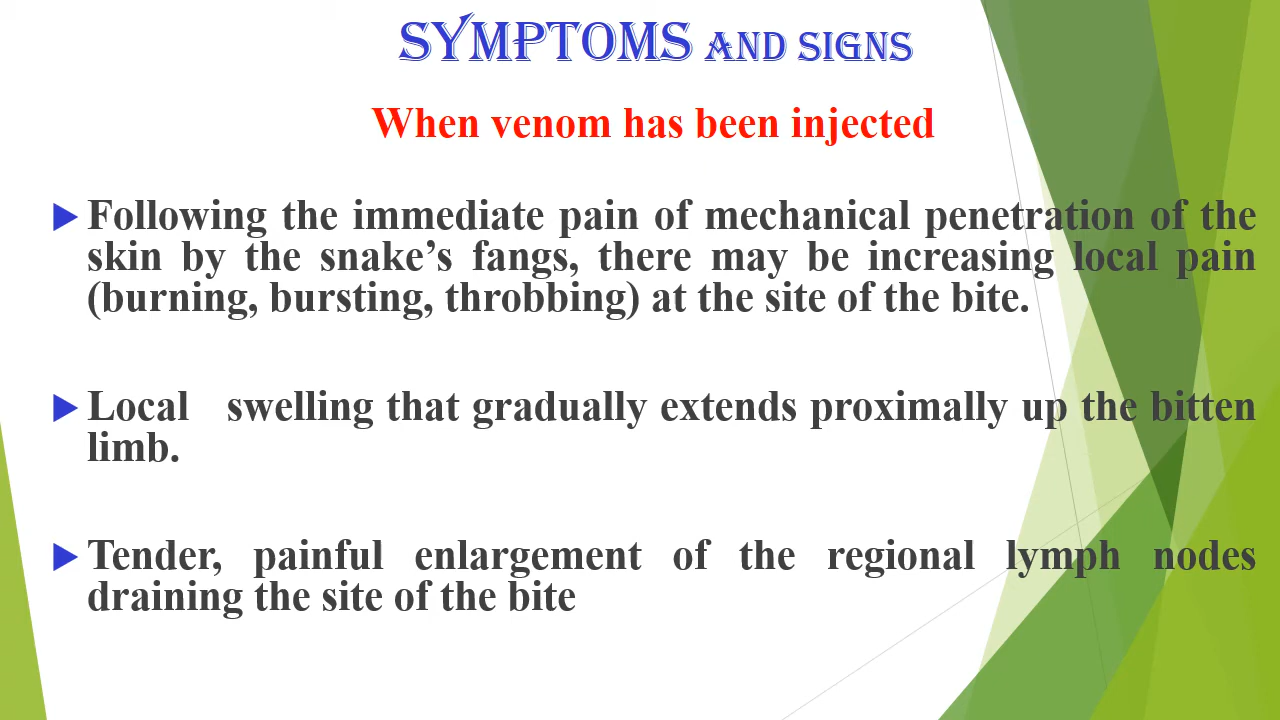 SYMPTOMS AND SIGNS
When venom has been injected
Following the immediate pain of mechanical penetration of the
skin by the snake’s fangs, there may be increasing local pain
(burning, bursting, throbbing) at the site of the bite.
Local swelling that gradually extends proximally up the bitten
limb.
Tender, painful enlargement of the regional lymph nodes
draining the site of the bite